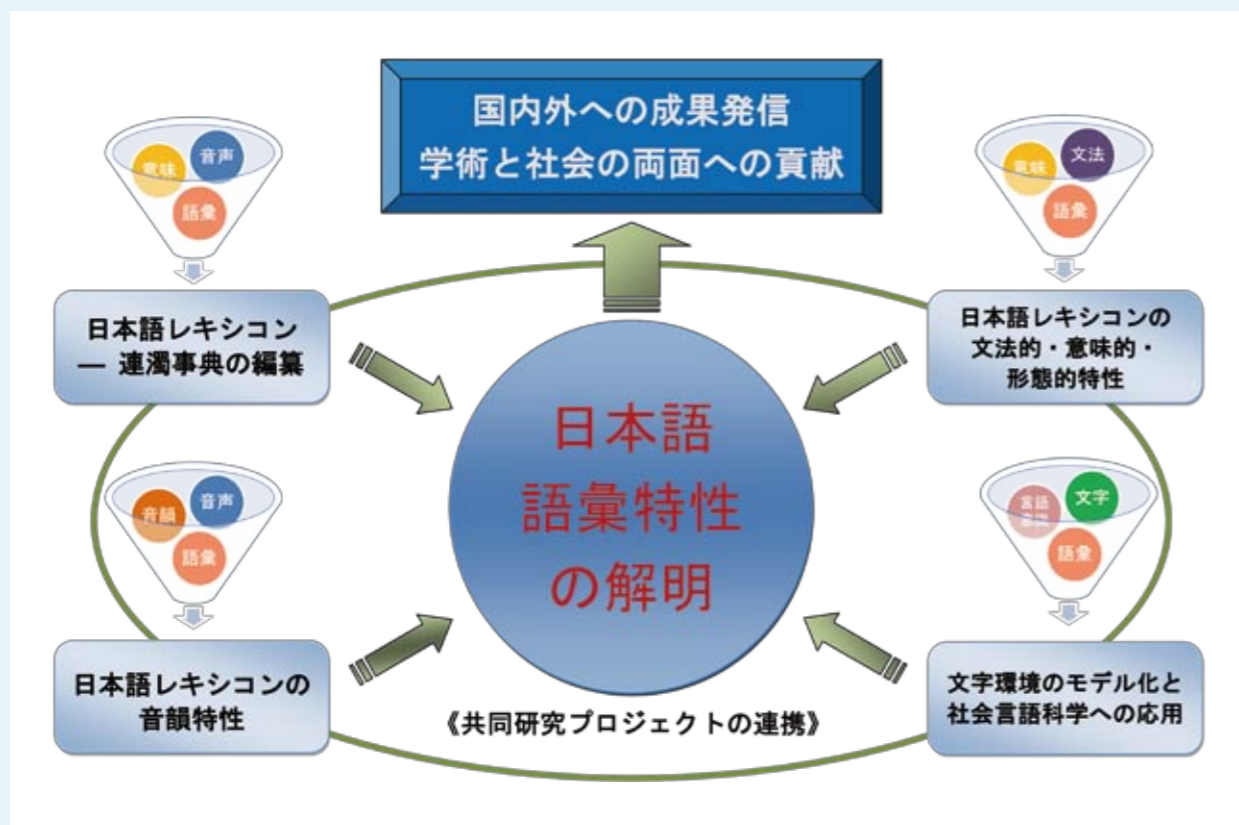 国内外への成果発信
学術と社会の両面への貢献
意味
音声
語彙
日本語レキシコン
― 連濁事典の編纂
意味
文法
語彙
日本語レキシコンの
文法的・意味的・
形態的特性
日本語
語彙特性
の解明
音韻
音声
語彙
日本語レキシコンの
音韻特性
言語
文字
語彙
文字環境のモデル化と
社会言語科学への応用
《共同研究プロジェクトの連携》